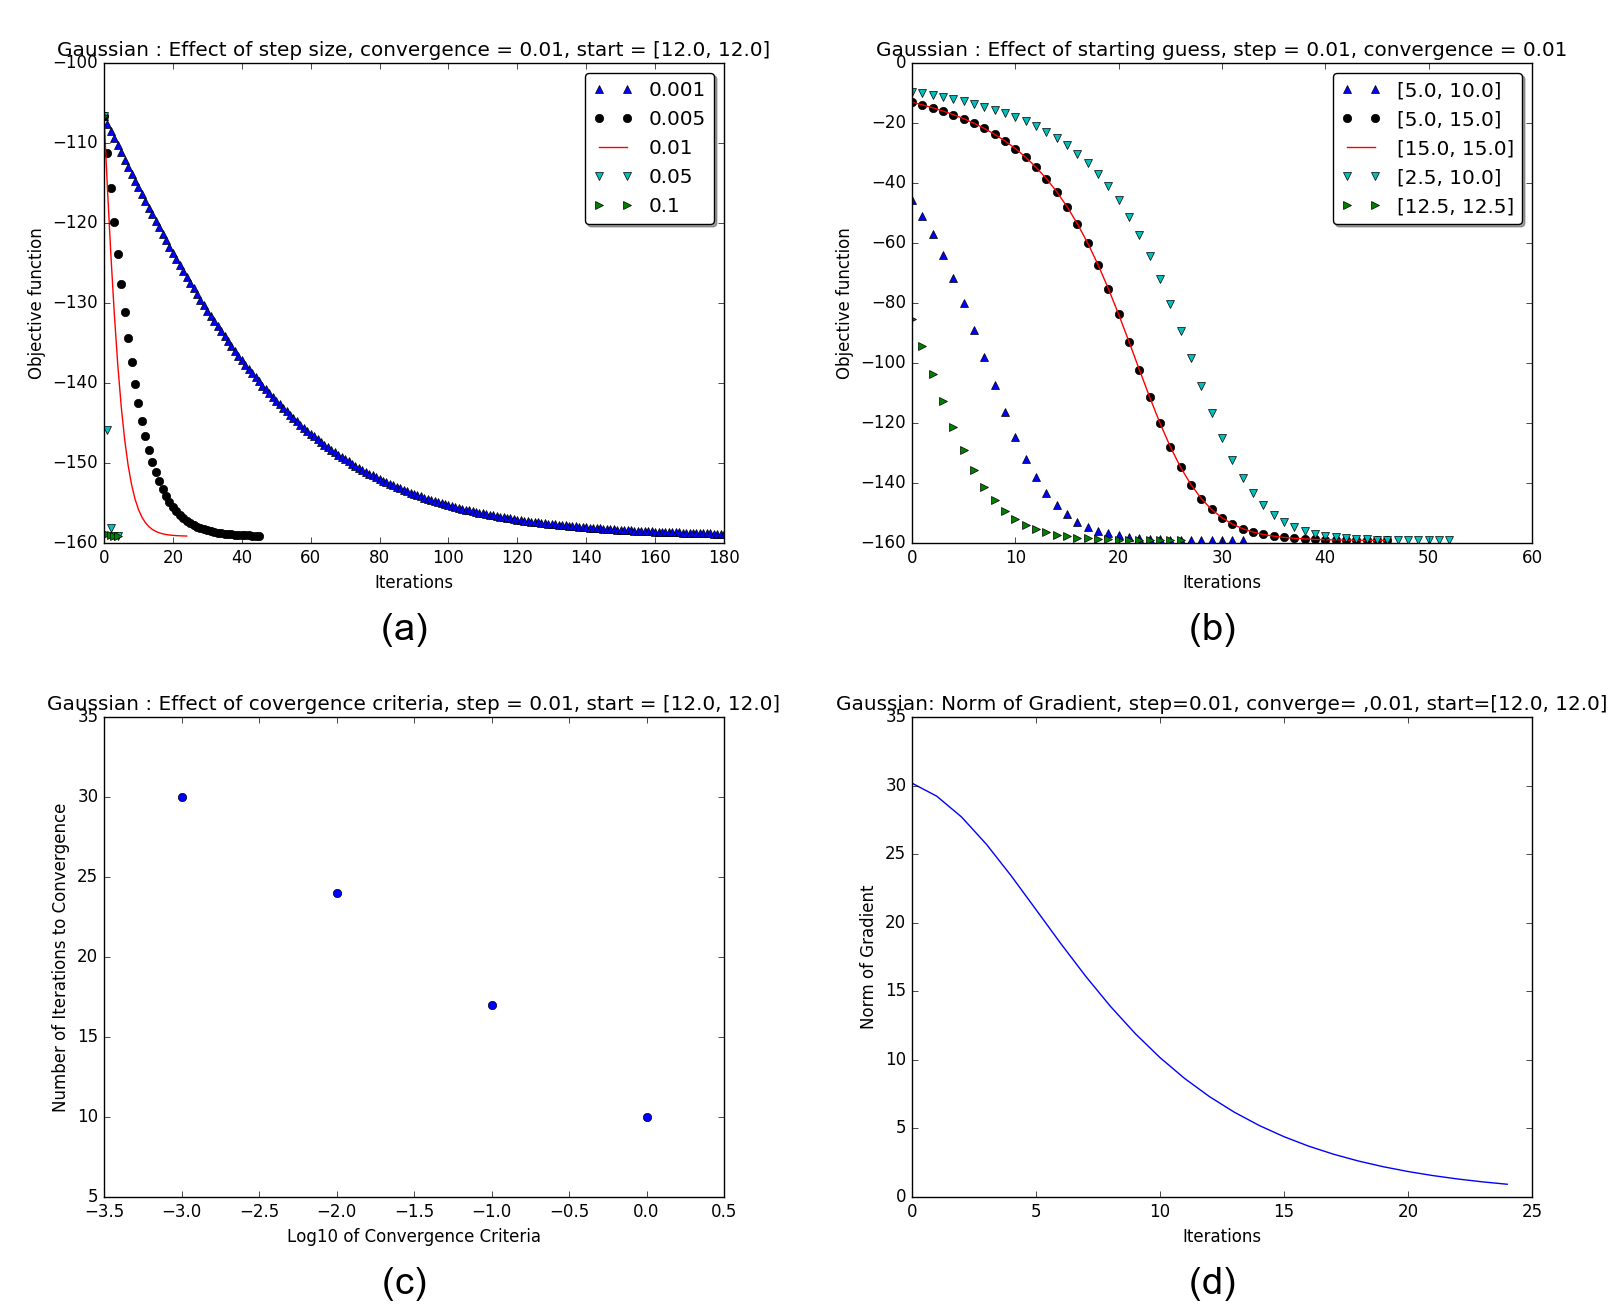 Gaussian : Effect of step size, convergence = 0.01, start = [12.0, 12.0]
−100
−110
−120
−130
−140
−150
−160
Objective function
0.001
0.005
0.01
0.05
0.1
0 20 40 60 80 100 120 140 160 180
Iterations
(a)
Gaussian : Effect of starting guess, step = 0.01, convergence = 0.01
0
−20
−40
−60
−80
−100
−120
−140
−160
Objective function
[5.0, 10.0]
[5.0, 15.0]
[15.0, 15.0]
[2.5, 10.0]
[12.5, 12.5]
0 10 20 30 40 50 60
Iterations
(b)
Gaussian : Effect of covergence criteria, step = 0.01, start = [12.0, 12.0]
35
30
25
20
15
10
5
Number of Iterations to Convergence
−3.5 −3.0 −2.5 −2.0 −1.5 −1.0 −0.5 0.0 0.5
Log10 of Convergence Criteria
(c)
Gaussian: Norm of Gradient, step=0.01, converge= ,0.01, start=[12.0, 12.0]
35
30
25
20
15
10
5
0
Norm of Gradient
0 5 10 15 20 25
Iterations
(d)